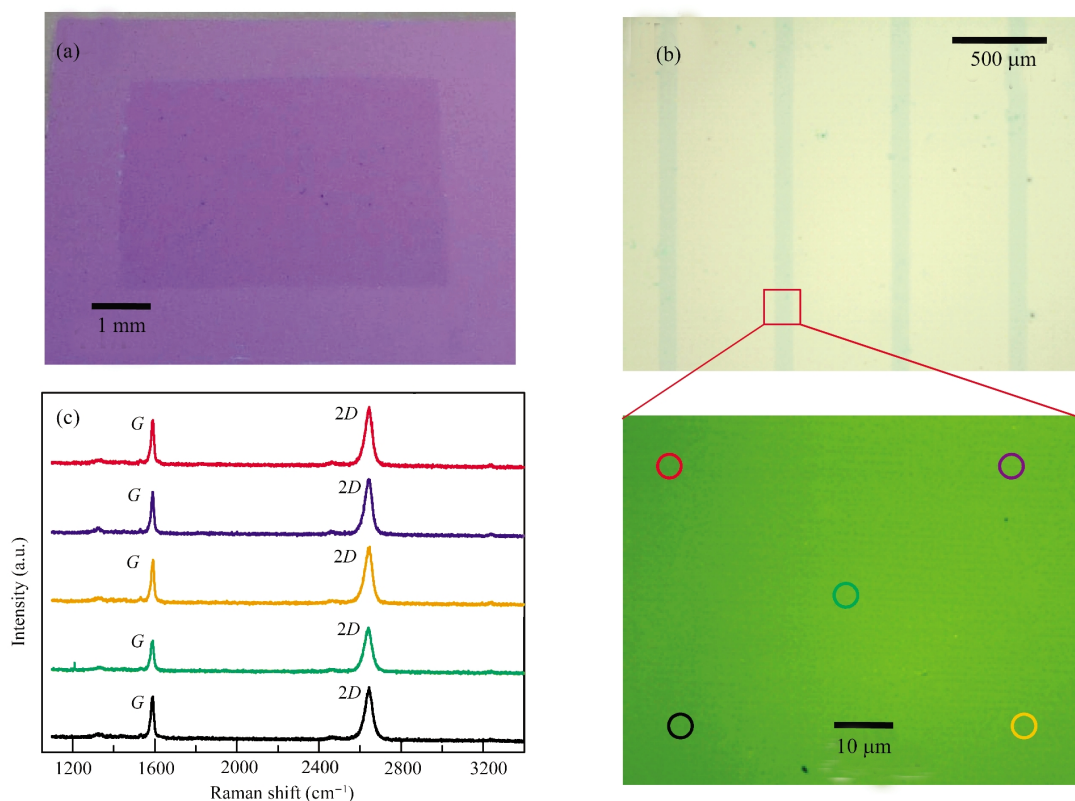 (a)
1 mm
(b)
500 μm
(c)
G
2D
G
2D
G
2D
G
2D
G
2D
Intensity (a.u.)
1200 1600 2000 2400 2800 3200
Raman shift (cm⁻¹)
10 μm